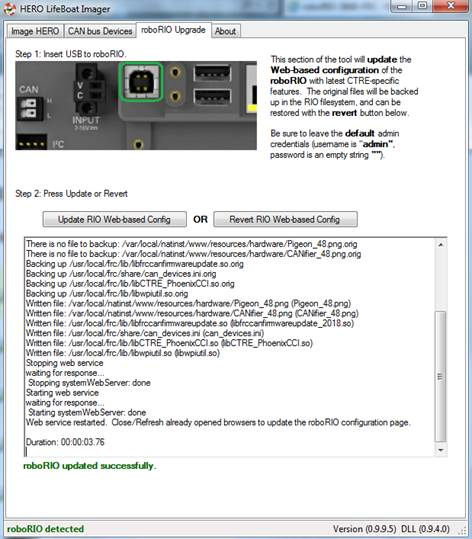 HERO LifeBoat Imager
Image HERO
CAN bus Devices
roboRIO Upgrade
About
Step 1: Insert USB to roboRIO.
CAN
H
L
V
C
INPUT
I²C
This section of the tool will update the
Web-based configuration of the
roboRIO with latest CTRE-specific
features. The original files will be backed
up in the RIO filesystem, and can be
restored with the revert button below.
Be sure to leave the default admin
credentials (username is "admin",
password is an empty string "").
Step 2: Press Update or Revert
Update RIO Web-based Config
OR
Revert RIO Web-based Config
There is no file to backup: /var/local/natinst/www/resources/hardware/Pigeon_48.png.orig
There is no file to backup: /var/local/natinst/www/resources/hardware/CANifier_48.png.orig
Backing up /usr/local/frc/lib/libfrccanfirmwareupdate.so.orig
Backing up /usr/local/frc/share/can_devices.ini.orig
Backing up /usr/local/frc/lib/libCTRE_PhoenixCCI.so.orig
Backing up /usr/local/frc/lib/libwpiutil.so.orig
Written file: /var/local/natinst/www/resources/hardware/Pigeon_48.png (Pigeon_48.png)
Written file: /var/local/natinst/www/resources/hardware/CANifier_48.png (CANifier_48.png)
Written file: /usr/local/frc/lib/libfrccanfirmwareupdate.so (libfrccanfirmwareupdate_2018.so)
Written file: /usr/local/frc/share/can_devices.ini (can_devices.ini)
Written file: /usr/local/frc/lib/libCTRE_PhoenixCCI.so (libCTRE_PhoenixCCI.so)
Written file: /usr/local/frc/lib/libwpiutil.so (libwpiutil.so)
Stopping web service
waiting for response...
Stopping systemWebServer: done
Starting web service
waiting for response...
Starting systemWebServer: done
Web service restarted. Close/Refresh already opened browsers to update the roboRIO configuration page.
Duration: 00:00:03.76
roboRIO updated successfully.
roboRIO detected
Version (0.9.9.5) DLL (0.9.4.0)